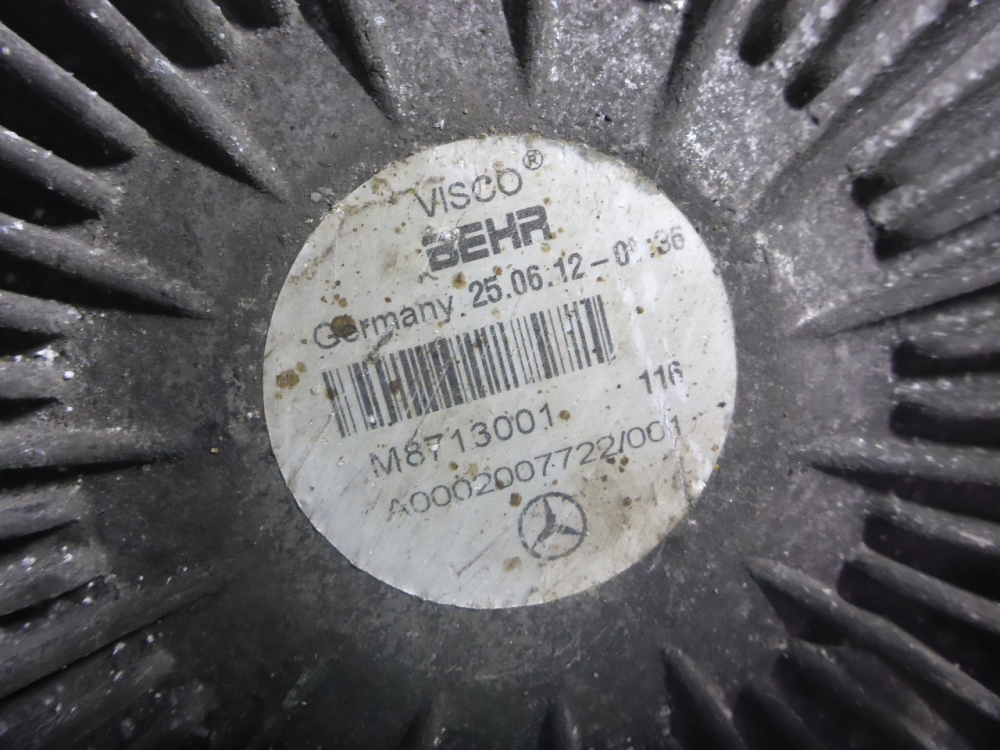 VISCO®
BEHR
Germany 25.06.12
116
M8713001
A0002007722/001